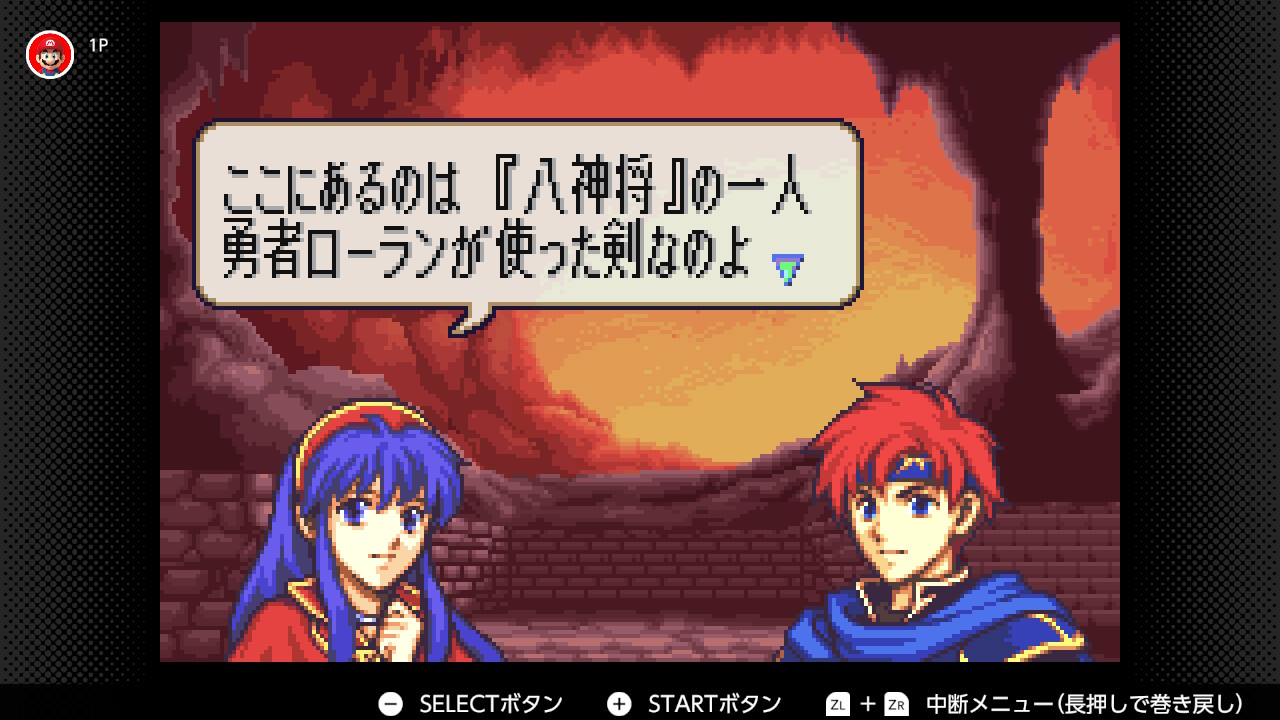 1P
ここにあるのは『八神将』の一人
勇者ローランが使った剣なのよ
SELECTボタン STARTボタン ZL + ZR 中断メニュー(長押しで巻き戻し)